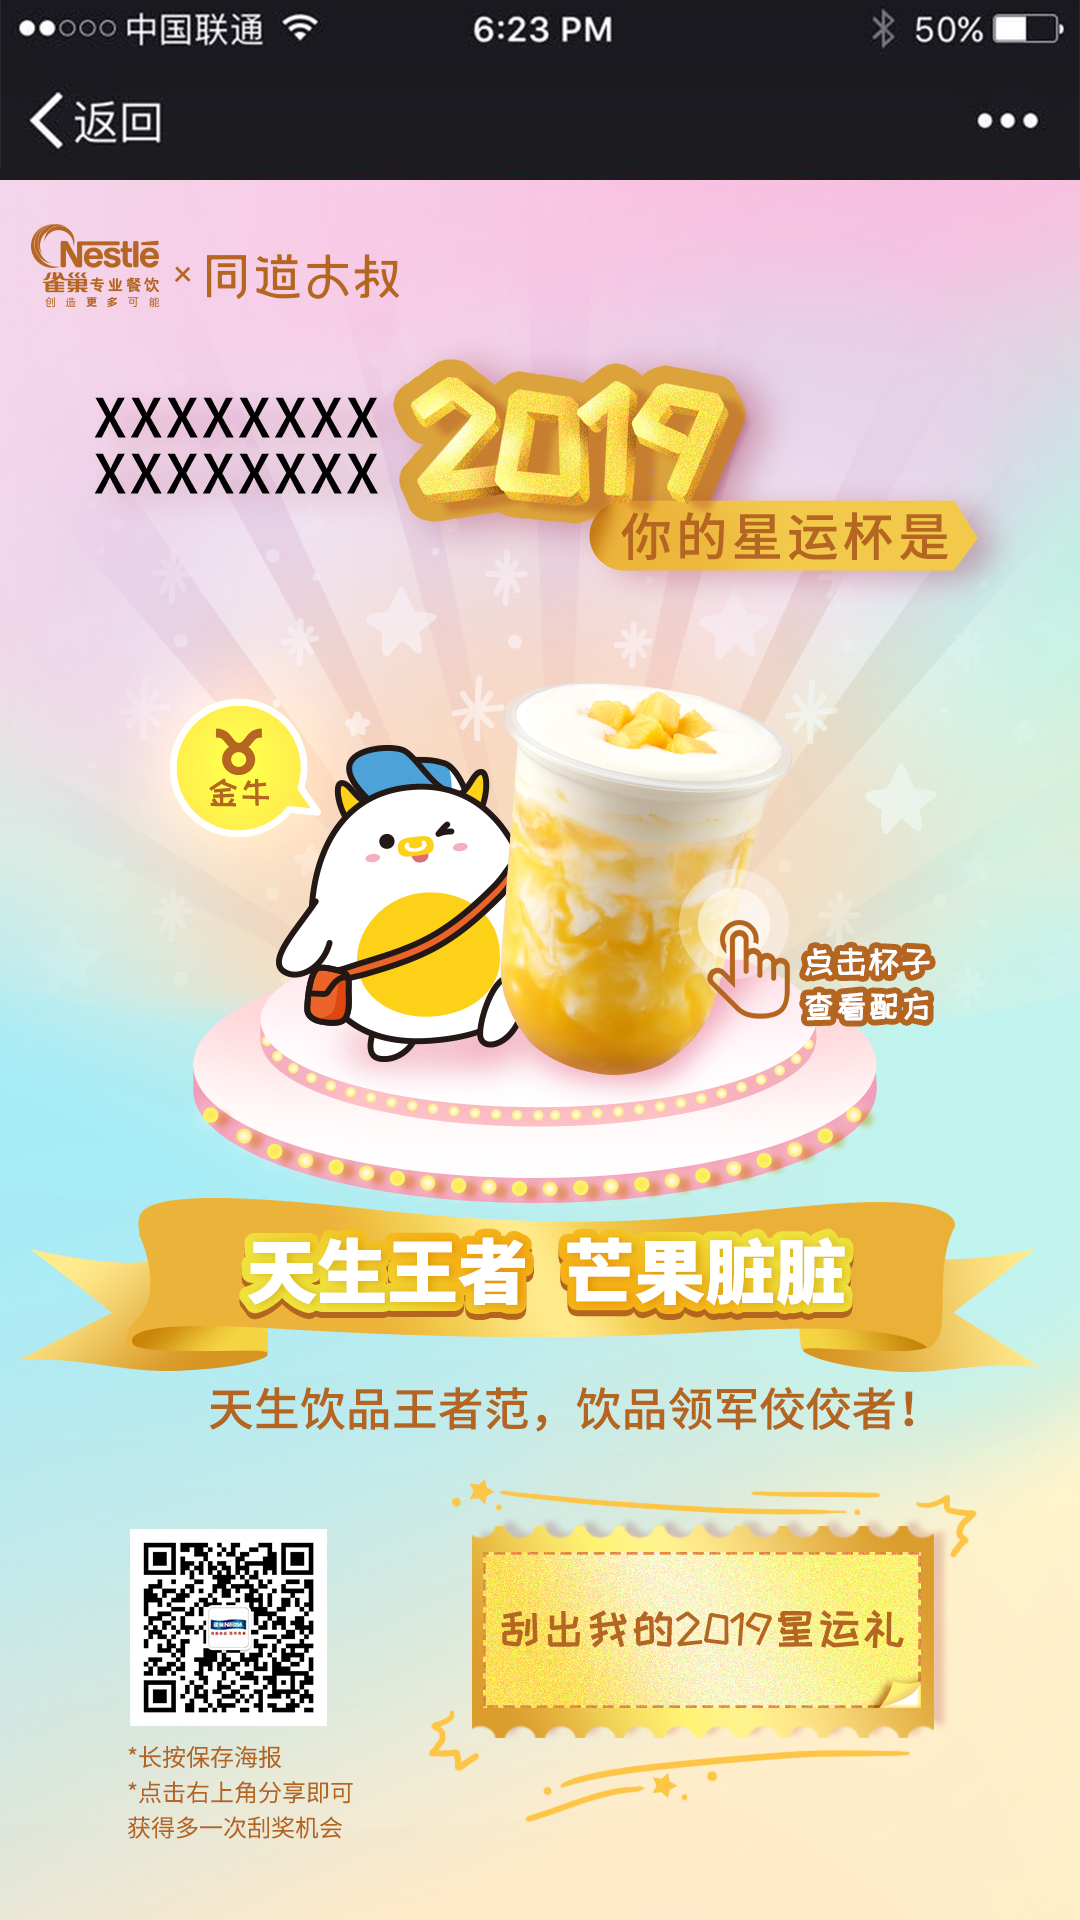 中国联通
6:23 PM
50%
返回
Nestlé
雀巢专业餐饮
创造更多可能
×
同道大叔
XXXXXXXX
XXXXXXXX
2019
你的星运杯是
金牛
点击杯子
查看配方
天生王者 芒果脏脏
天生饮品王者范，饮品领军佼佼者！
刮出我的2019星运礼
*长按保存海报
*点击右上角分享即可
获得多一次刮奖机会